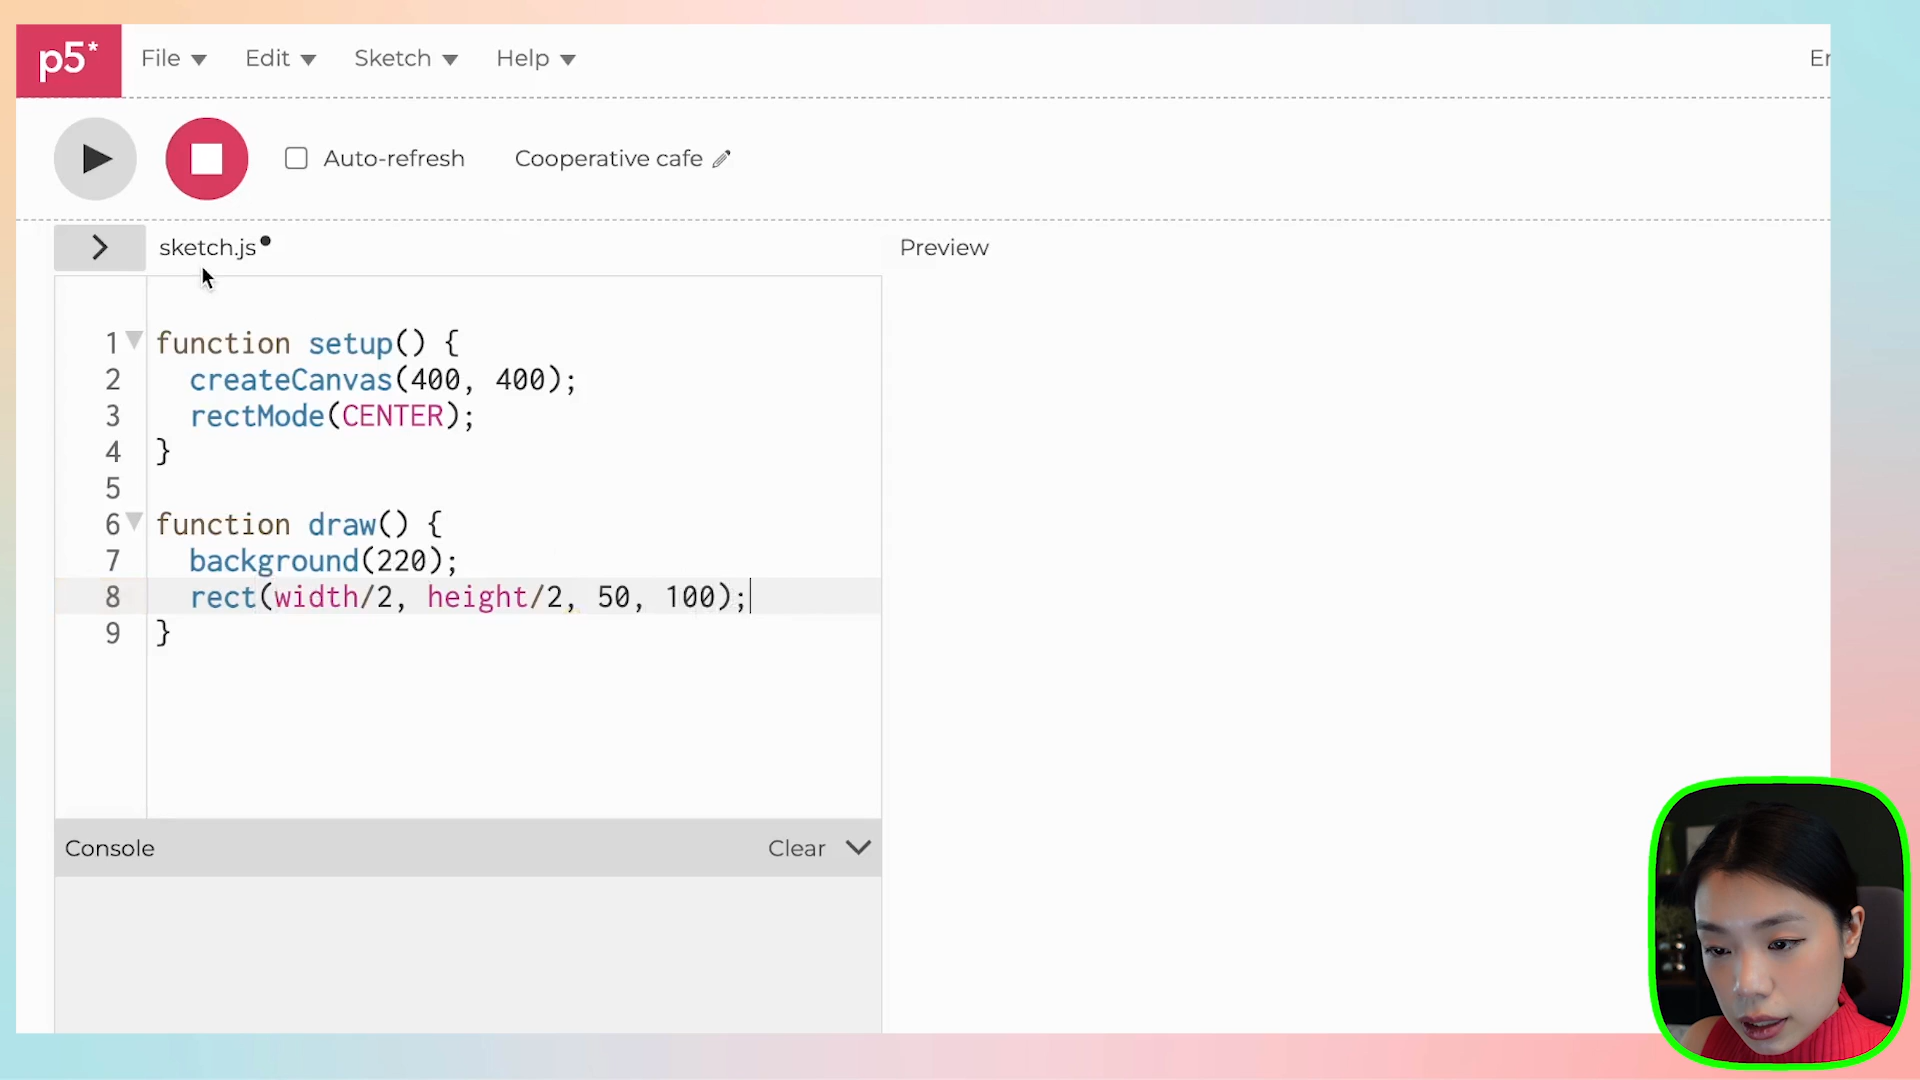 p5* File Edit Sketch Help
Auto-refresh Cooperative cafe
sketch.js Preview
1 function setup() {
2 createCanvas(400, 400);
3 rectMode(CENTER);
4 }
5
6 function draw() {
7 background(220);
8 rect(width/2, height/2, 50, 100);
9 }
Console Clear